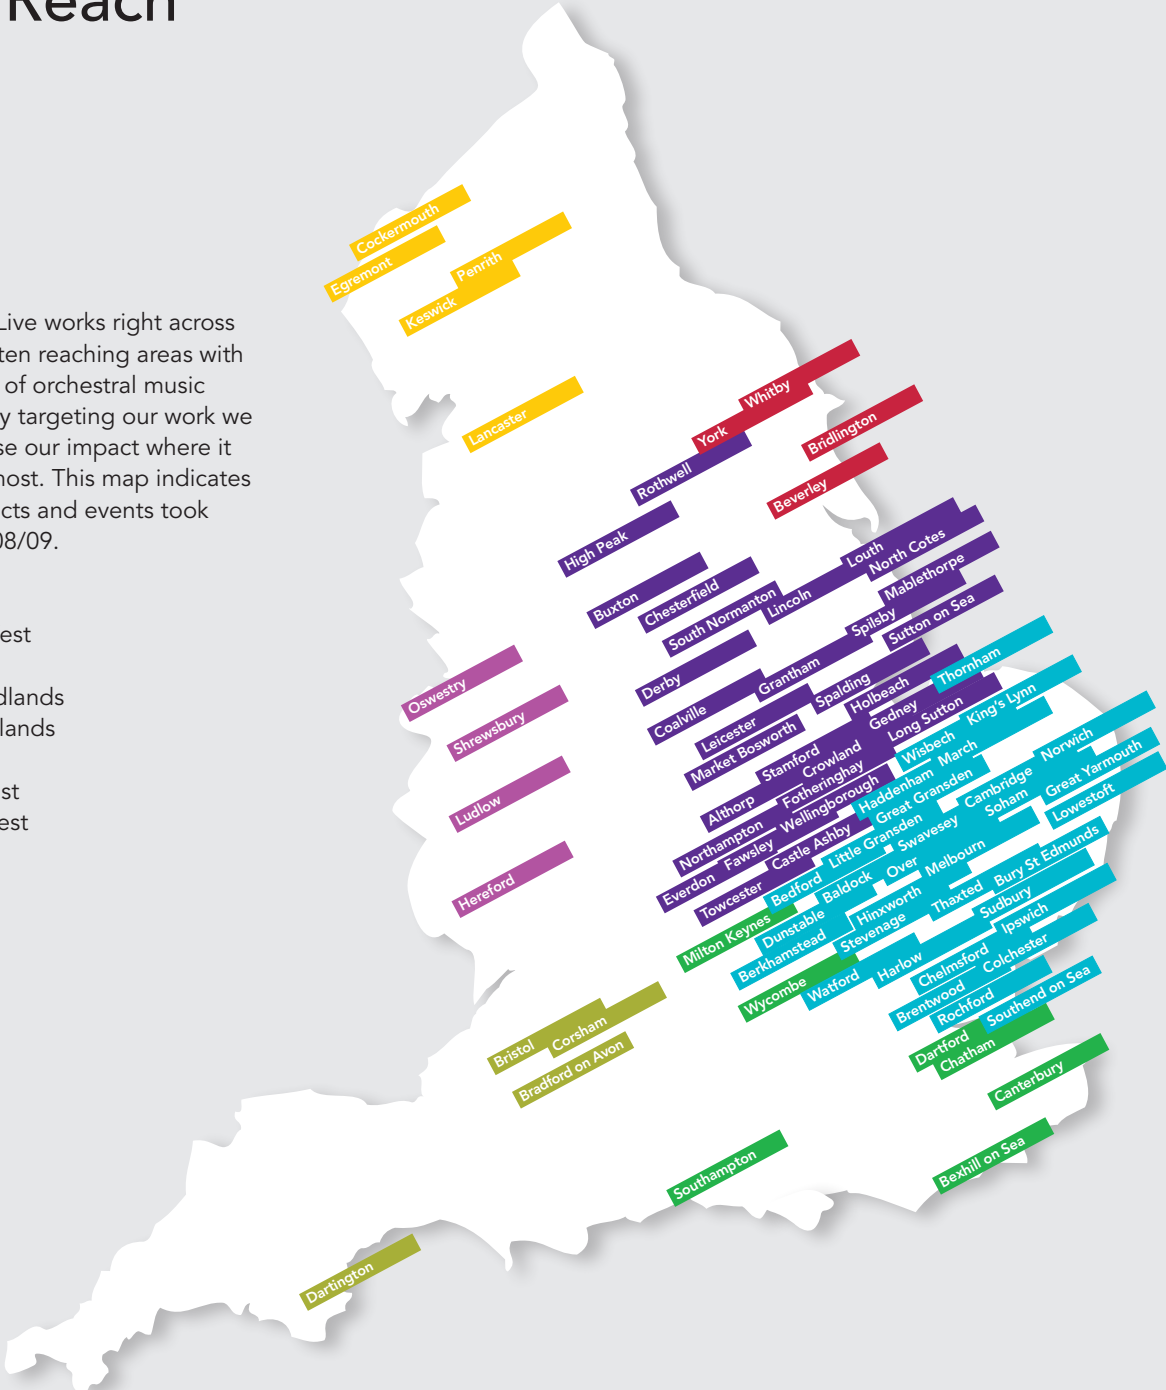 Reach
Live works right across
ten reaching areas with
of orchestral music
y targeting our work we
se our impact where it
nost. This map indicates
cts and events took
08/09.
est
dlands
lands
st
est
Cockermouth
Egremont
Penrith
Keswick
Lancaster
Whitby
York
Bridlington
Rothwell
Beverley
High Peak
Louth
North Cotes
Buxton
Chesterfield
South Normanton
Lincoln
Mablethorpe
Spilsby
Sutton on Sea
Derby
Grantham
Thornham
Oswestry
Coalville
Spalding
Holbeach
Gedney
Long Sutton
King's Lynn
Shrewsbury
Leicester
Market Bosworth
Stamford
Crowland
Wisbech
March
Norwich
Ludlow
Althorp
Fotheringhay
Haddenham
Great Gransden
Cambridge
Soham
Great Yarmouth
Lowestoft
Northampton
Wellingborough
Fawsley
Castle Ashby
Little Gransden
Swavesey
Hereford
Everdon
Towcester
Bedford
Baldock
Over
Melbourn
Bury St Edmunds
Milton Keynes
Dunstable
Hinxworth
Thaxted
Sudbury
Berkhamstead
Stevenage
Ipswich
Wycombe
Watford
Harlow
Chelmsford
Colchester
Brentwood
Rochford
Southend on Sea
Bristol
Corsham
Bradford on Avon
Dartford
Chatham
Canterbury
Southampton
Bexhill on Sea
Dartington